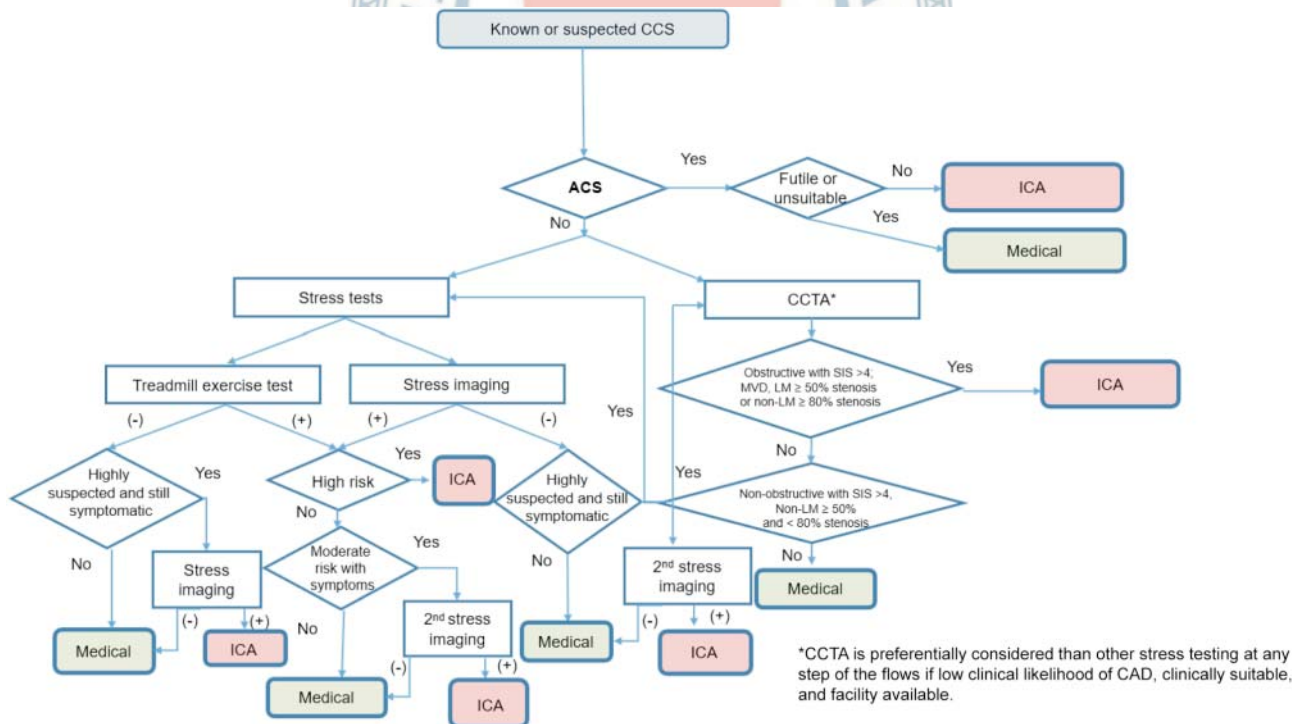 Known or suspected CCS
ACS
Yes
Futile or
unsuitable
No
ICA
Yes
Medical
No
Stress tests
CCTA*
Treadmill exercise test
Stress imaging
Obstructive with SIS >4,
MVD, LM ≥ 50% stenosis
or non-LM ≥ 80% stenosis
Yes
ICA
(-)
(+)
(+)
(-)
Yes
No
Highly
suspected and still
symptomatic
Yes
High risk
Yes
ICA
Highly
suspected and still
symptomatic
Yes
Non-obstructive with SIS >4,
Non-LM ≥ 50%
and < 80% stenosis
No
No
No
No
Stress
imaging
Moderate
risk with
symptoms
Yes
2nd stress
imaging
Medical
(-)
(+)
No
2nd stress
imaging
(-)
(+)
Medical
ICA
Medical
ICA
(-)
(+)
Medical
ICA
*CCTA is preferentially considered than other stress testing at any
step of the flows if low clinical likelihood of CAD, clinically suitable,
and facility available.